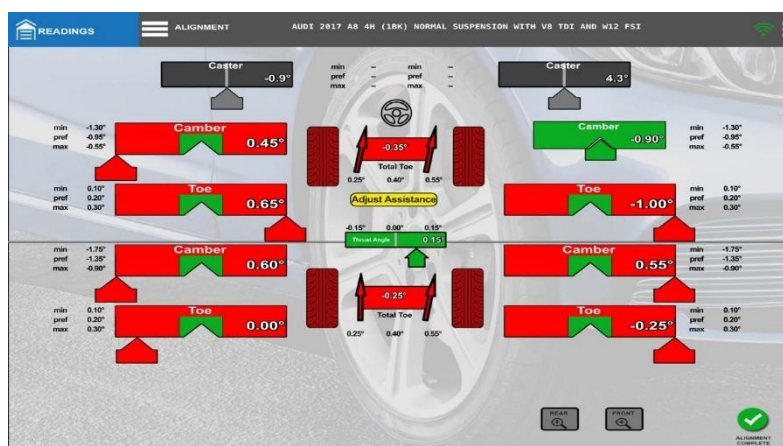 READINGS
ALIGNMENT
AUDI 2017 A8 4H (1BK) NORMAL SUSPENSION WITH V8 TDI AND W12 FSI
Caster
-0.9°
min –
pref –
max –
min –
pref –
max –
Caster
4.3°
min -1.30°
pref -0.95°
max -0.55°
Camber
0.45°
-0.35°
Total Toe
0.25° 0.40° 0.55°
Camber
-0.90°
min -1.30°
pref -0.95°
max -0.55°
min 0.10°
pref 0.20°
max 0.30°
Toe
0.65°
Adjust Assistance
Toe
-1.00°
min 0.10°
pref 0.20°
max 0.30°
-0.15° 0.00° 0.15°
Thrust Angle 0.15
min -1.75°
pref -1.35°
max -0.90°
Camber
0.60°
-0.25°
Total Toe
0.25° 0.40° 0.55°
Camber
0.55°
min -1.75°
pref -1.35°
max -0.90°
min 0.10°
pref 0.20°
max 0.30°
Toe
0.00°
Toe
-0.25°
min 0.10°
pref 0.20°
max 0.30°
REAR
FRONT
ALIGNMENT
COMPLETE